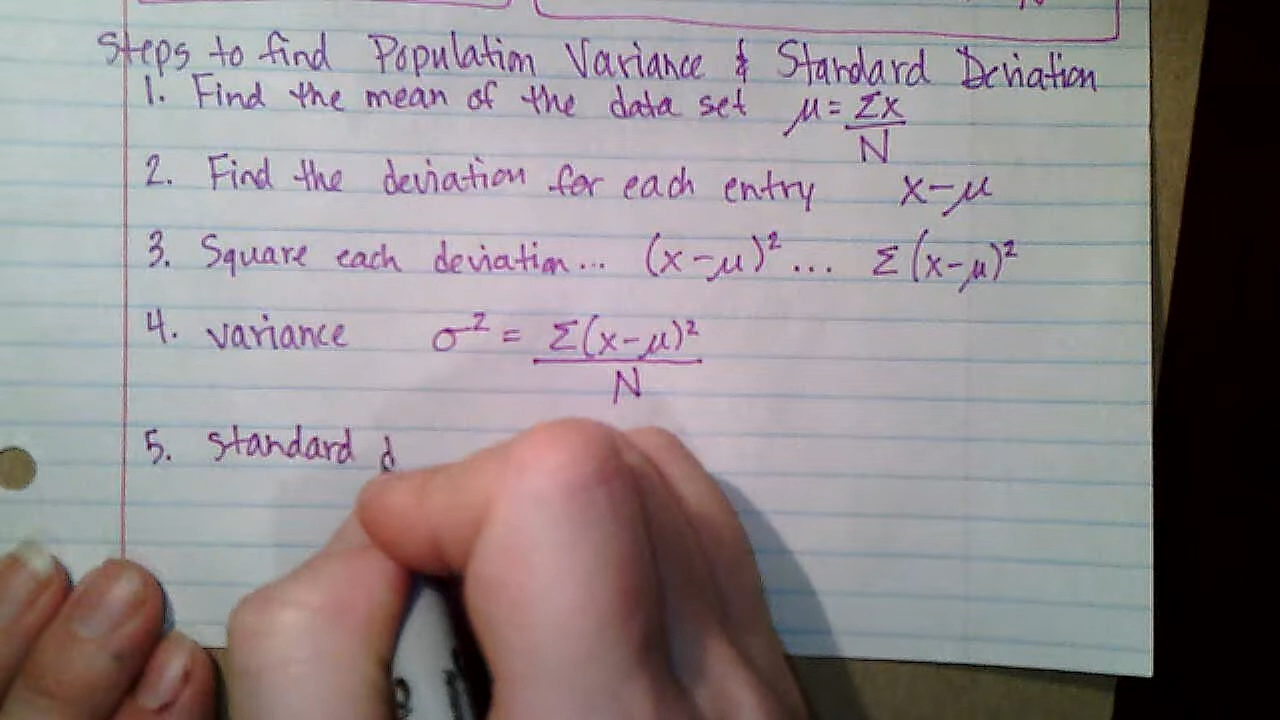 Steps to find Population Variance & Standard Deviation
1. Find the mean of the data set μ = Σx/N
2. Find the deviation for each entry x-μ
3. Square each deviation... (x-μ)² ... Σ(x-μ)²
4. variance σ² = Σ(x-μ)²/N
5. standard d